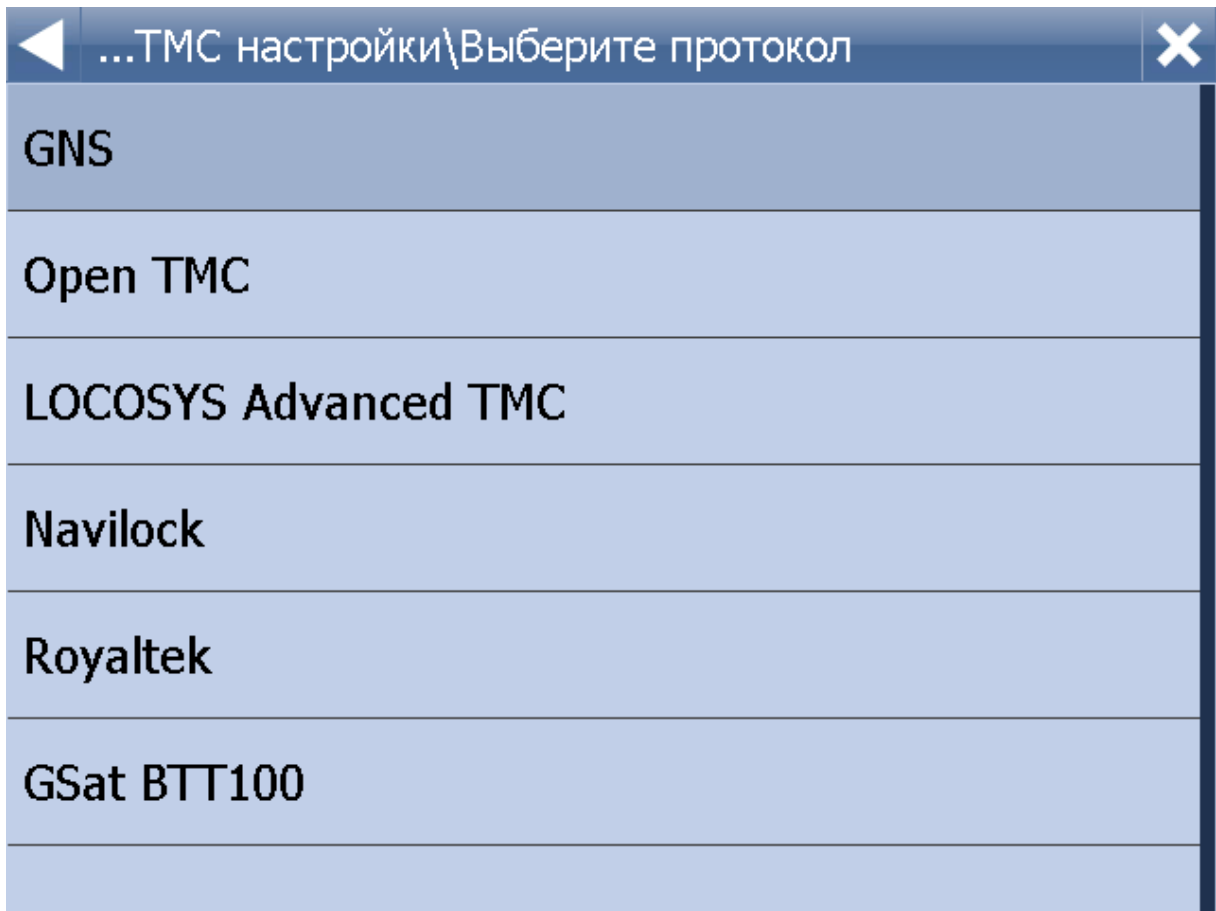 ...TMC настройки\Выберите протокол
GNS
Open TMC
LOCOSYS Advanced TMC
Navilock
Royaltek
GSat BTT100